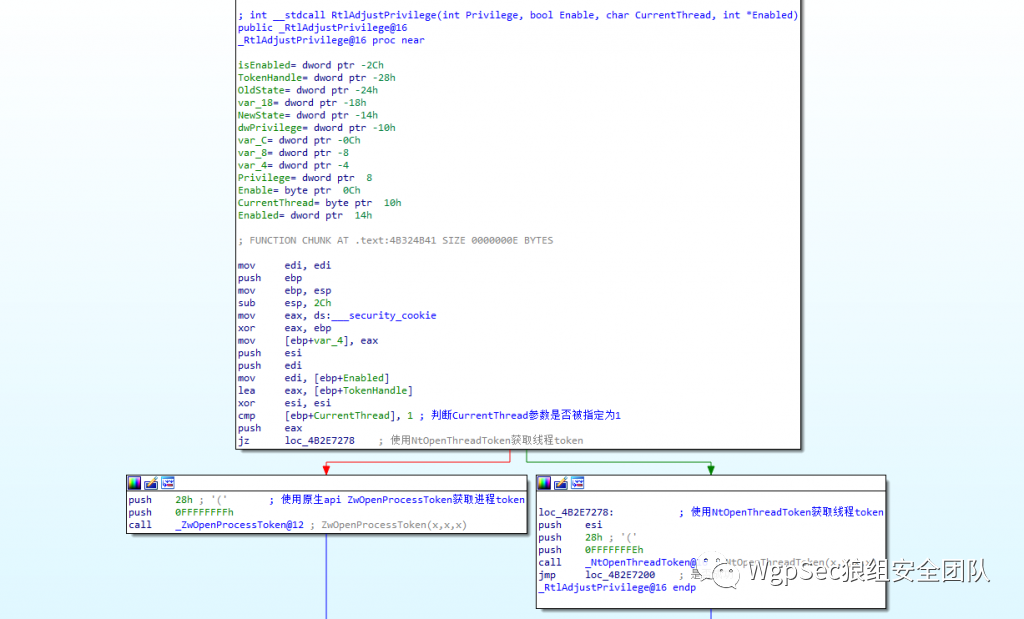 ; int __stdcall RtlAdjustPrivilege(int Privilege, bool Enable, char CurrentThread, int *Enabled)
public _RtlAdjustPrivilege@16
_RtlAdjustPrivilege@16 proc near
isEnabled= dword ptr -2Ch
TokenHandle= dword ptr -28h
OldState= dword ptr -24h
var_18= dword ptr -18h
NewState= dword ptr -14h
dwPrivilege= dword ptr -10h
var_C= dword ptr -0Ch
var_8= dword ptr -8
var_4= dword ptr -4
Privilege= dword ptr  8
Enable= byte ptr  0Ch
CurrentThread= byte ptr  10h
Enabled= dword ptr  14h
; FUNCTION CHUNK AT .text:4B324B41 SIZE 0000000E BYTES
mov     edi, edi
push    ebp
mov     ebp, esp
sub     esp, 2Ch
mov     eax, ds:___security_cookie
xor     eax, ebp
mov     [ebp+var_4], eax
push    esi
push    edi
mov     edi, [ebp+Enabled]
lea     eax, [ebp+TokenHandle]
xor     esi, esi
cmp     [ebp+CurrentThread], 1 ; 判断CurrentThread参数是否被指定为1
push    eax
jz      loc_4B2E7278    ; 使用NtOpenThreadToken获取线程token
push    28h ; '('       ; 使用原生api ZwOpenProcessToken获取进程token
push    0FFFFFFFFh
call    _ZwOpenProcessToken@12 ; ZwOpenProcessToken(x,x,x)
loc_4B2E7278:           ; 使用NtOpenThreadToken获取线程token
push    esi
push    28h ; '('
push    0FFFFFFFEh
call    _NtOpenThreadToken@ NtOpenThreadToken(x,
jmp     loc_4B2E7200    ; 是
_RtlAdjustPrivilege@16 endp
WgpSec狼组安全团队